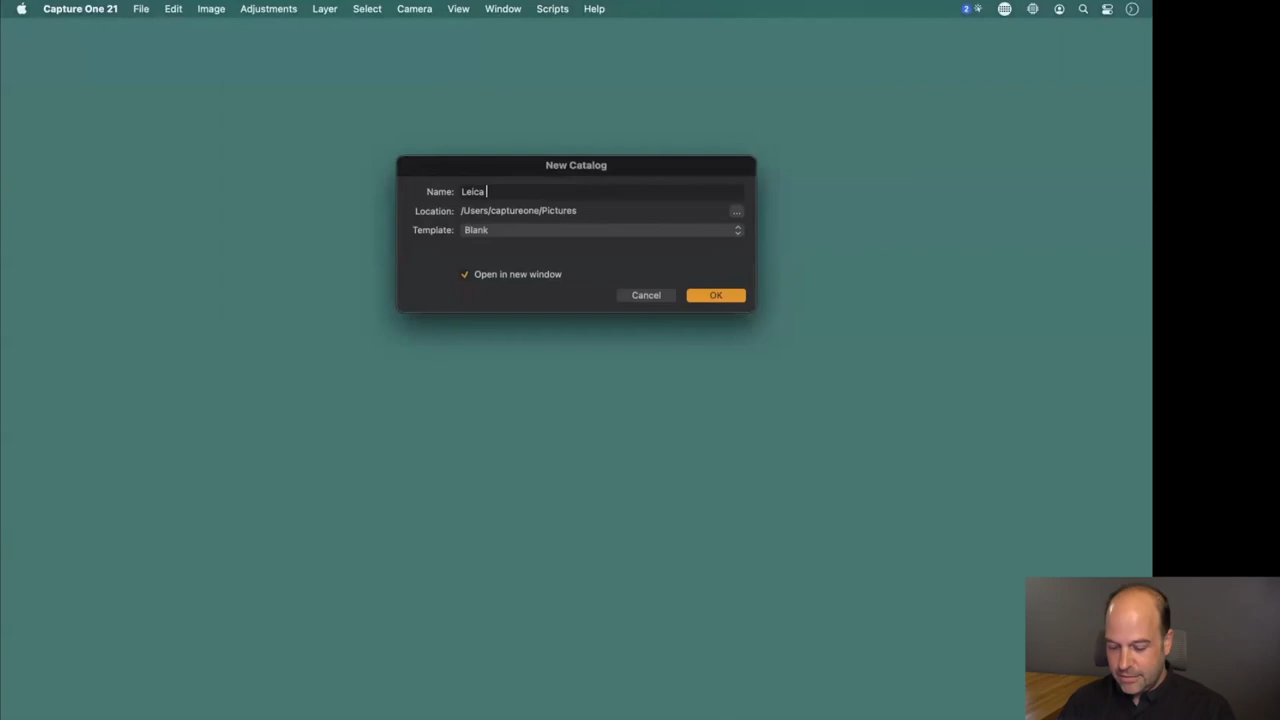 Capture One 21 File Edit Image Adjustments Layer Select Camera View Window Scripts Help 2
New Catalog
Name: Leica
Location: /Users/captureone/Pictures ...
Template: Blank
Open in new window
Cancel OK